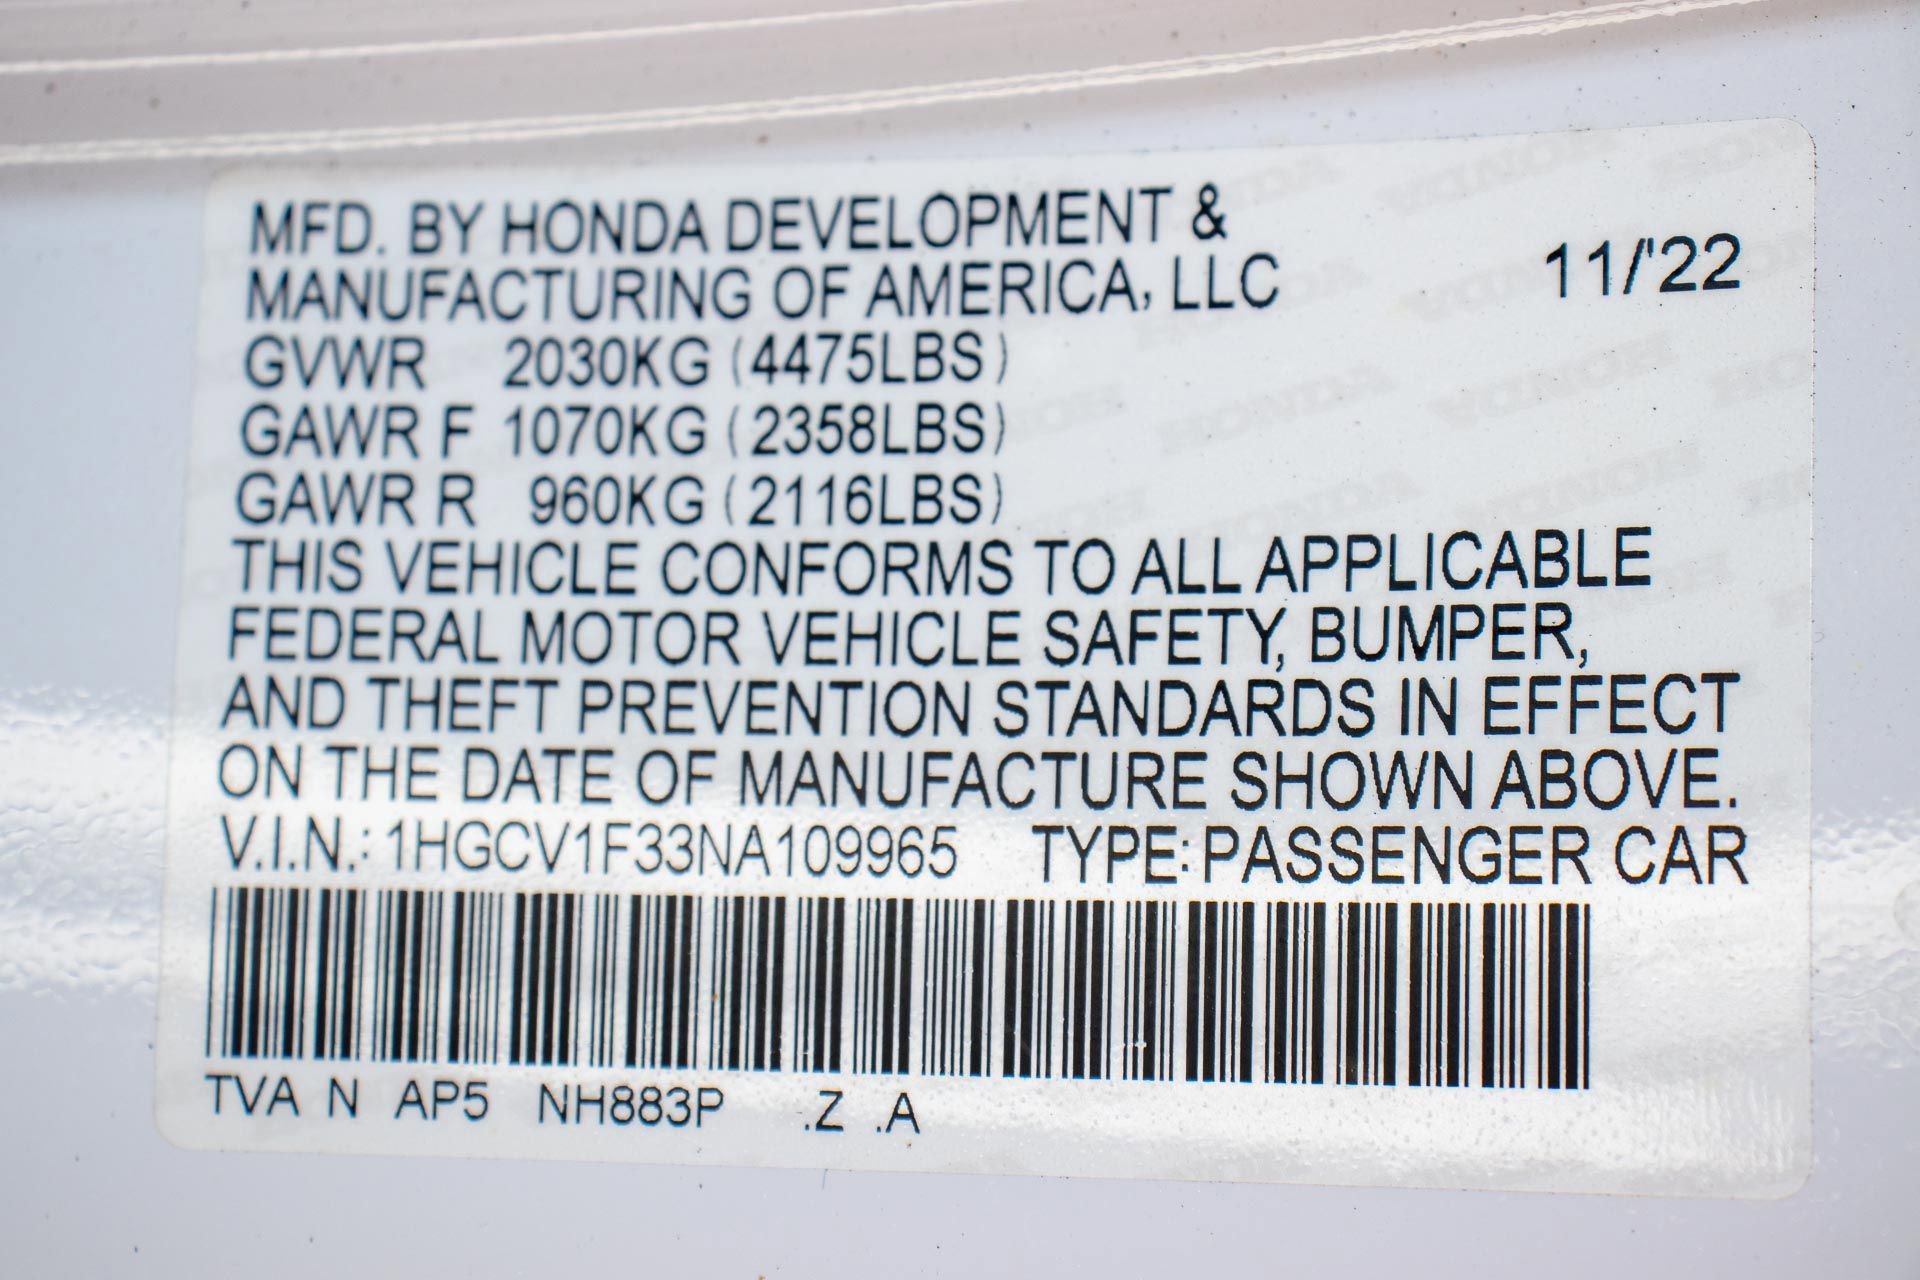 MFD. BY HONDA DEVELOPMENT &
MANUFACTURING OF AMERICA, LLC 11/'22
GVWR 2030KG (4475LBS)
GAWR F 1070KG (2358LBS)
GAWR R 960KG (2116LBS)
THIS VEHICLE CONFORMS TO ALL APPLICABLE
FEDERAL MOTOR VEHICLE SAFETY, BUMPER,
AND THEFT PREVENTION STANDARDS IN EFFECT
ON THE DATE OF MANUFACTURE SHOWN ABOVE.
V.I.N.: 1HGCV1F33NA109965 TYPE: PASSENGER CAR
TVA N AP5 NH883P .Z .A